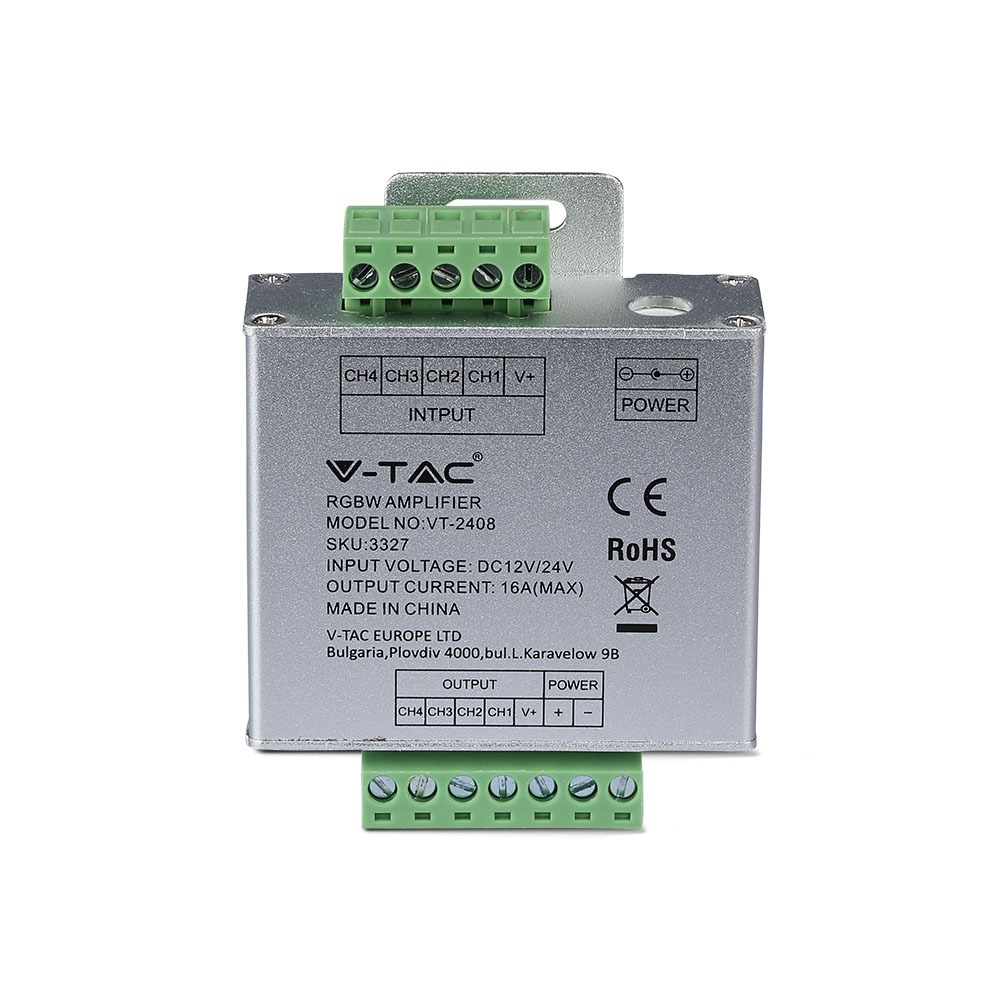 CH4 CH3 CH2 CH1 V+
INTPUT
POWER
V-TAC®
RGBW AMPLIFIER
MODEL NO:VT-2408
SKU:3327
INPUT VOLTAGE: DC12V/24V
OUTPUT CURRENT: 16A(MAX)
MADE IN CHINA
V-TAC EUROPE LTD
Bulgaria,Plovdiv 4000,bul.L.Karavelow 9B
CE
RoHS
OUTPUT POWER
CH4 CH3 CH2 CH1 V+ + −